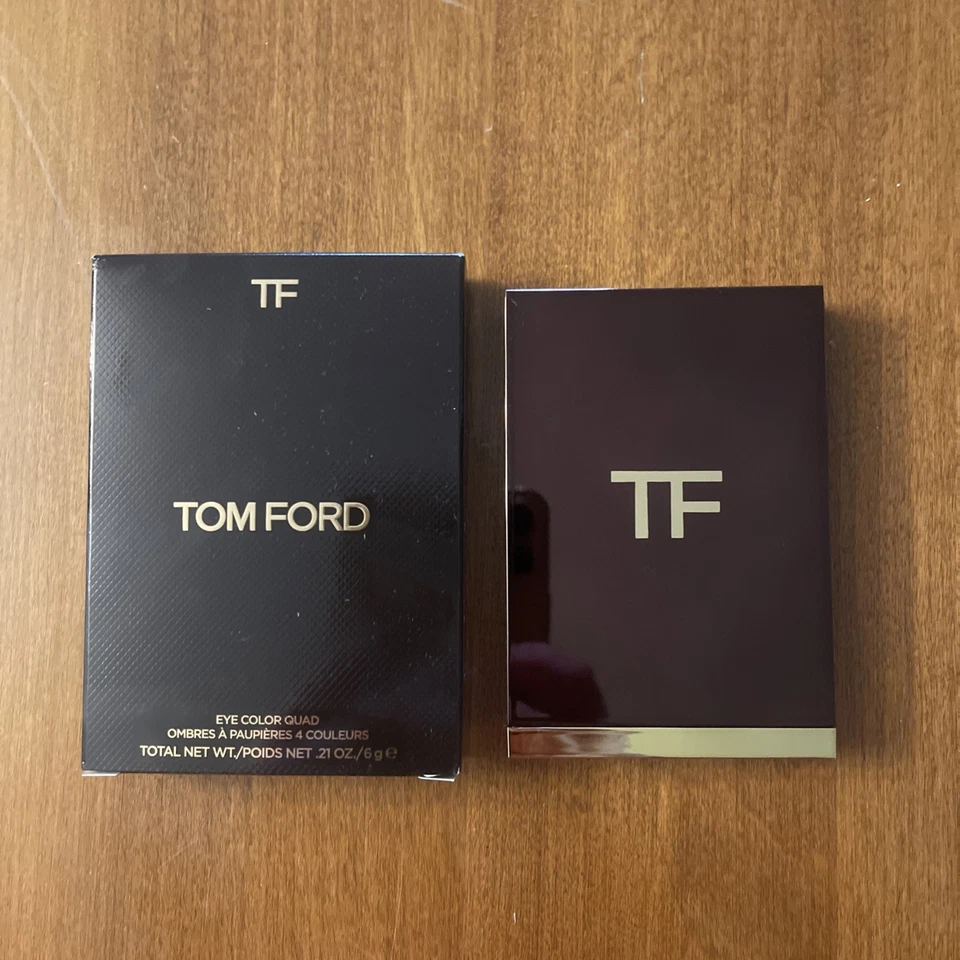 TF
TOM FORD
EYE COLOR QUAD
OMBRES À PAUPIÈRES 4 COULEURS
TOTAL NET WT./POIDS NET .21 OZ./6 g ℮
TF